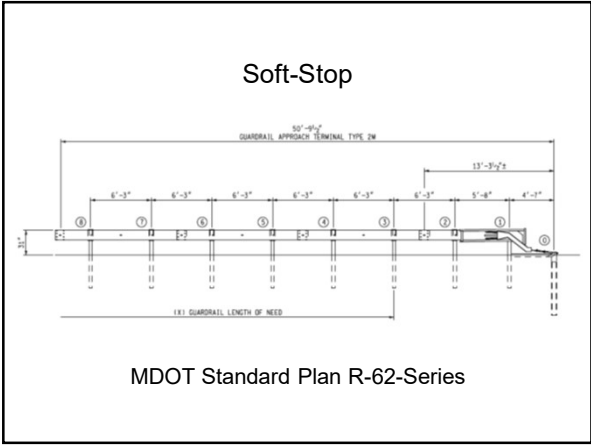 Soft-Stop
50'-9½"
GUARDRAIL APPROACH TERMINAL TYPE 2M
13'-3½"±
6'-3" 6'-3" 6'-3" 6'-3" 6'-3" 6'-3" 5'-8" 4'-7"
8 7 6 5 4 3 2 1 0
31"
(X) GUARDRAIL LENGTH OF NEED
MDOT Standard Plan R-62-Series